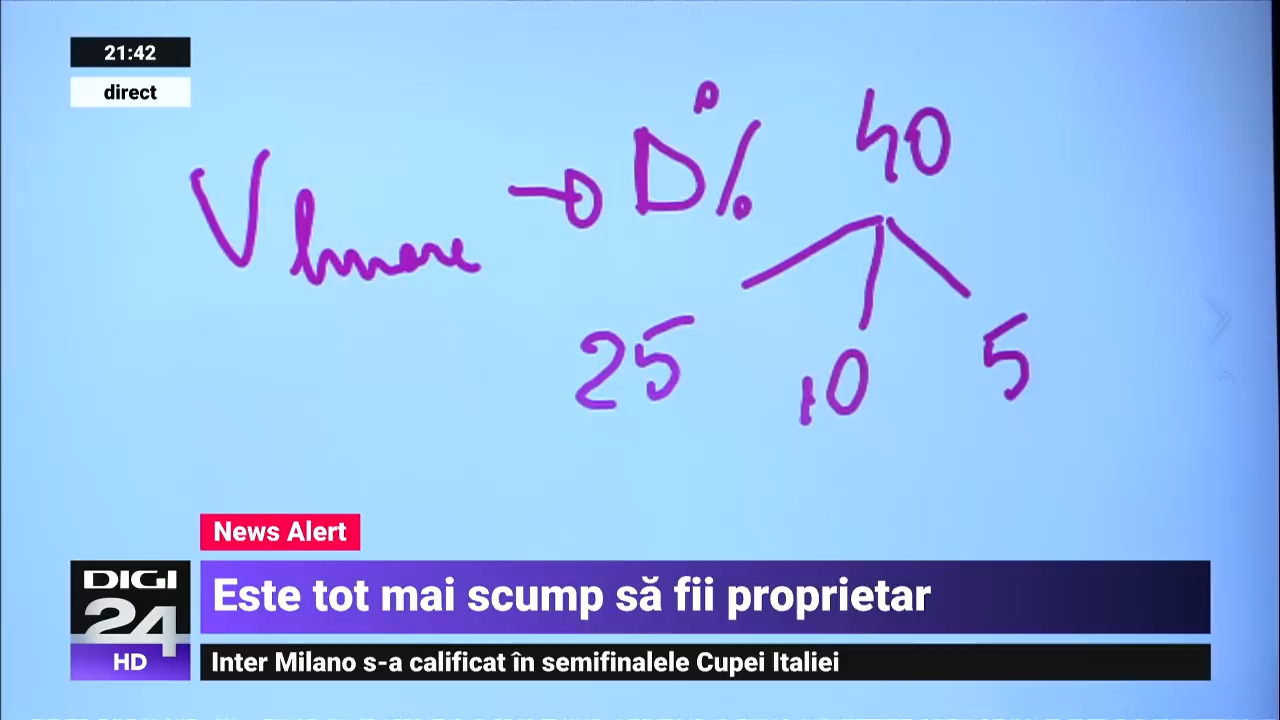 21:42
direct
V → D% 40
25 10 5
News Alert
DIGI
24
HD
Este tot mai scump să fii proprietar
Inter Milano s-a calificat în semifinalele Cupei Italiei